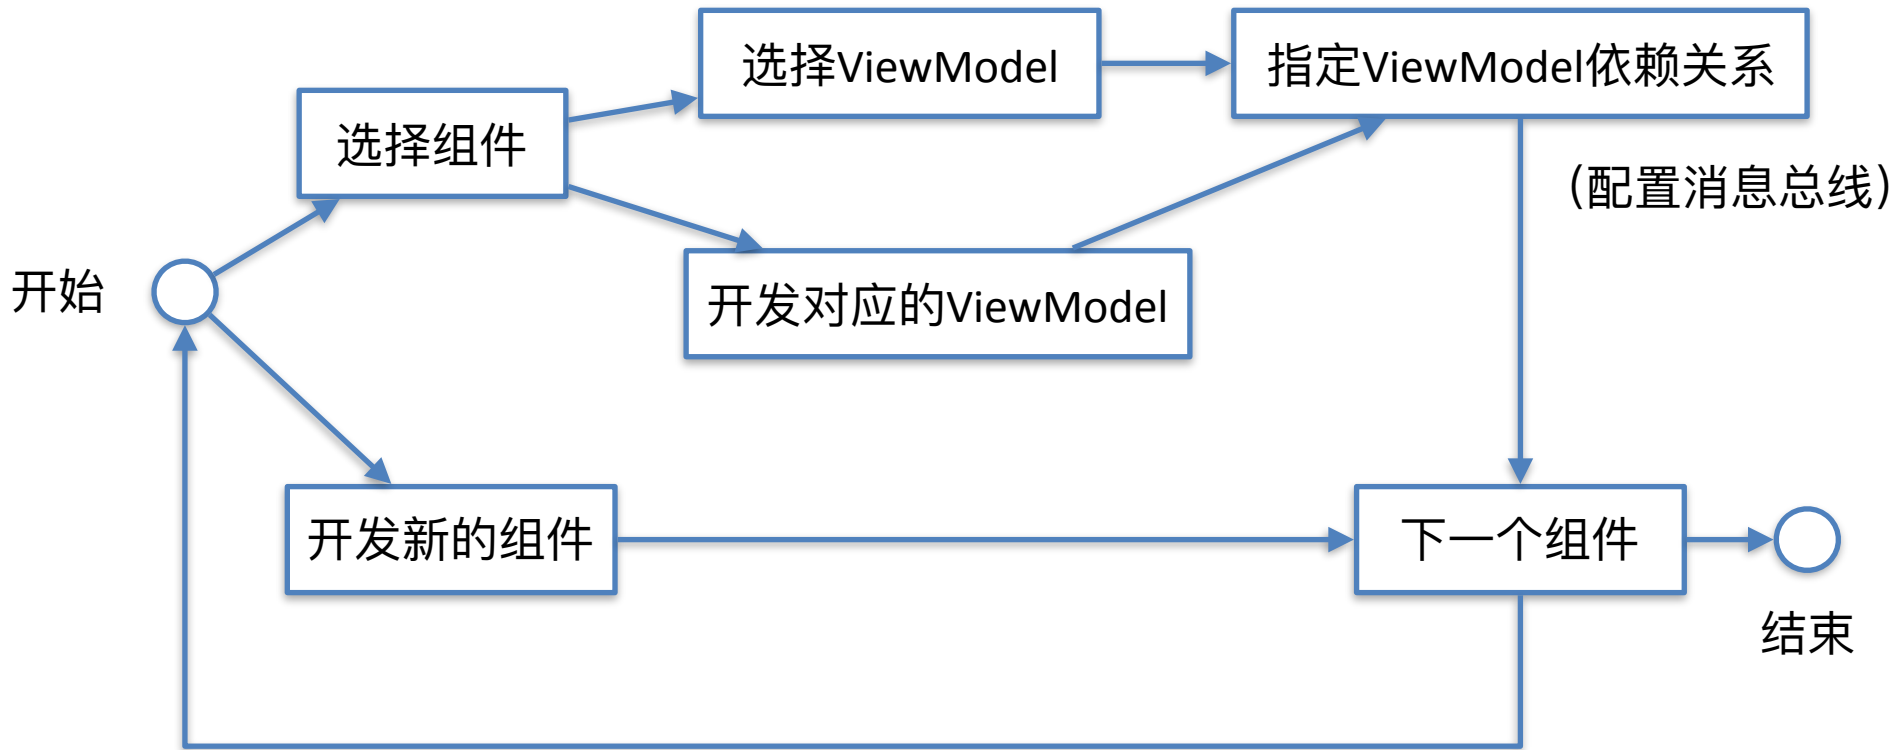 选择ViewModel
指定ViewModel依赖关系
选择组件
（配置消息总线）
开始
开发对应的ViewModel
开发新的组件
下一个组件
结束